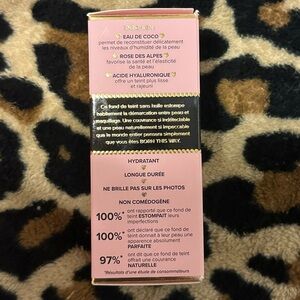 EAU DE COCO
permet de reconstituer délicatement
les niveaux d'humidité de la peau
ROSE DES ALPES
favorise la santé et l'élasticité
de la peau
ACIDE HYALURONIQUE
offre un teint plus lisse
et rajeuni
Ce fond de teint sans huile estompe
habilement la démarcation entre peau et
maquillage. Une couvrance si indétectable
et une peau naturellement si impeccable
que le monde entier pensera simplement
que vous êtes BORN THIS WAY.
HYDRATANT
LONGUE DURÉE
NE BRILLE PAS SUR LES PHOTOS
NON COMÉDOGÈNE
100%* ont rapporté que ce fond de
teint ESTOMPAIT leurs
imperfections
100%* ont déclaré que ce fond de
teint donnait à leur peau une
apparence absolument
PARFAITE
97%* ont dit que ce fond de teint
offrait une couvrance
NATURELLE
*Résultats d'une étude de consommateurs